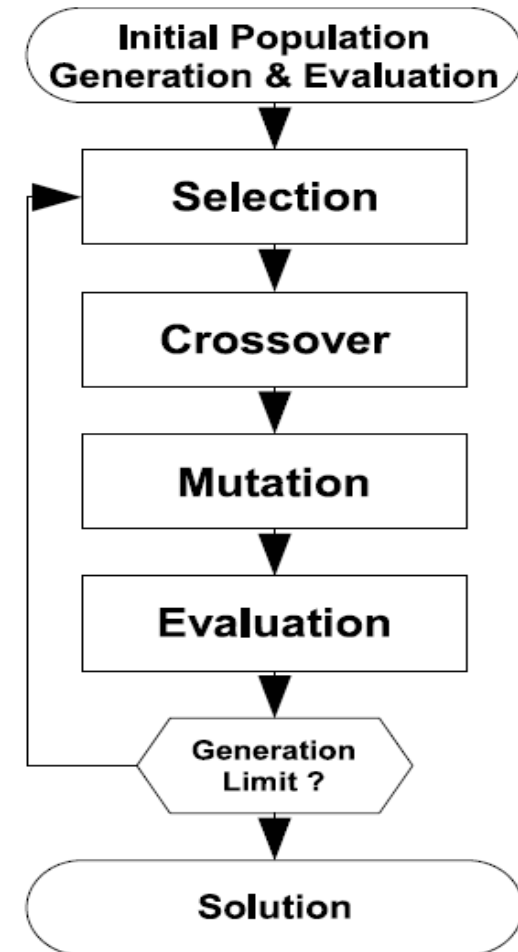 Initial Population
Generation & Evaluation
Selection
Crossover
Mutation
Evaluation
Generation
Limit ?
Solution